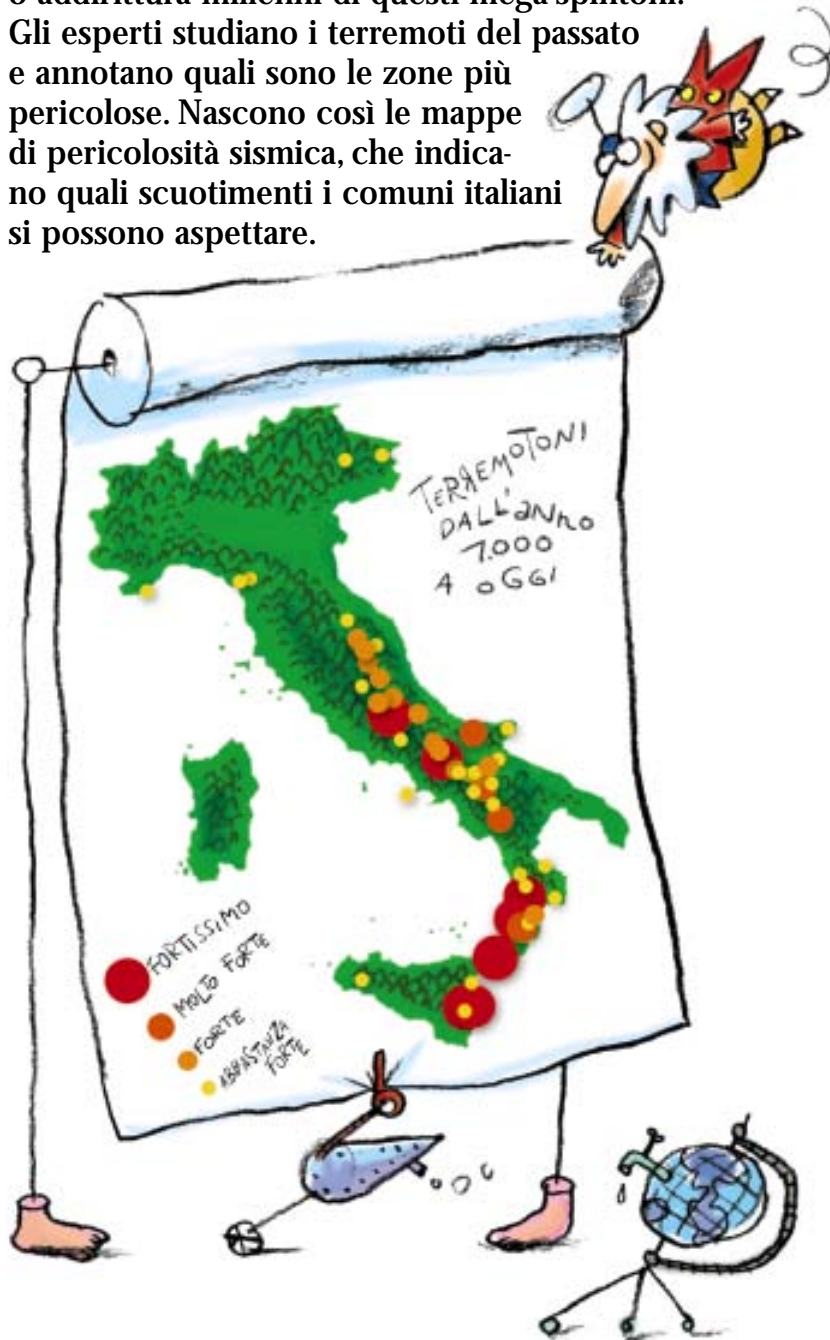 o addirittura millenni di questi mega spintoni.
Gli esperti studiano i terremoti del passato
e annotano quali sono le zone più
pericolose. Nascono così le mappe
di pericolosità sismica, che indica-
no quali scuotimenti i comuni italiani
si possono aspettare.
TERREMOTONI
DALL'ANNO
1.000
A OGGI
FORTISSIMO
MOLTO FORTE
FORTE
ABBASTANZA
FORTE